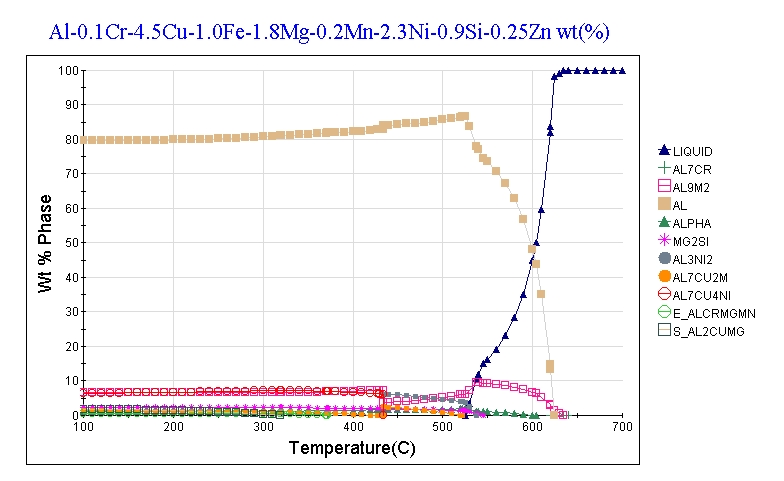 Al-0.1Cr-4.5Cu-1.0Fe-1.8Mg-0.2Mn-2.3Ni-0.9Si-0.25Zn wt(%)
100
90
80
70
60
50
40
30
20
10
0
Wt % Phase
100 200 300 400 500 600 700
Temperature(C)
LIQUID
AL7CR
AL9M2
AL
ALPHA
MG2SI
AL3NI2
AL7CU2M
AL7CU4NI
E_ALCRMGMN
S_AL2CUMG